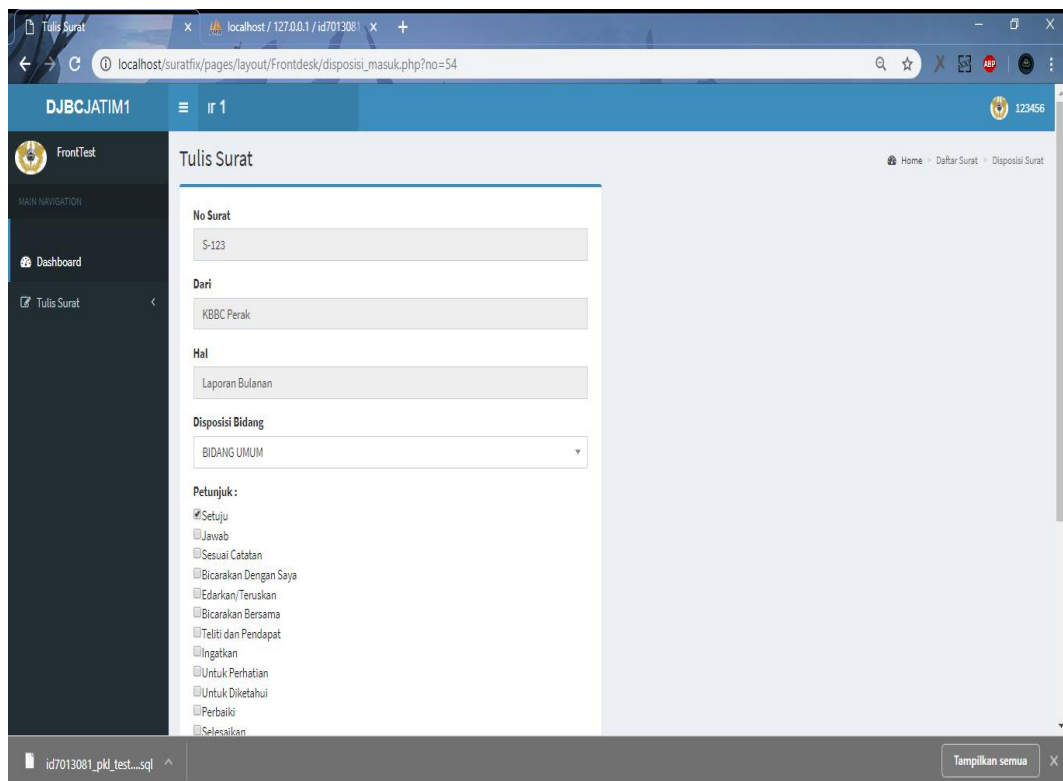 Tulis Surat
localhost / 127.0.0.1 / id7013081
localhost/suratfix/pages/layout/Frontdesk/disposisi_masuk.php?no=54
ABP
DJBCJATIM1
ır 1
123456
FrontTest
Tulis Surat
Home > Daftar Surat > Disposisi Surat
MAIN NAVIGATION
Dashboard
Tulis Surat
No Surat
S-123
Dari
KBBC Perak
Hal
Laporan Bulanan
Disposisi Bidang
BIDANG UMUM
Petunjuk :
Setuju
Jawab
Sesuai Catatan
Bicarakan Dengan Saya
Edarkan/Teruskan
Bicarakan Bersama
Teliti dan Pendapat
Ingatkan
Untuk Perhatian
Untuk Diketahui
Perbaiki
Selesaikan
id7013081_pkl_test....sql
Tampilkan semua